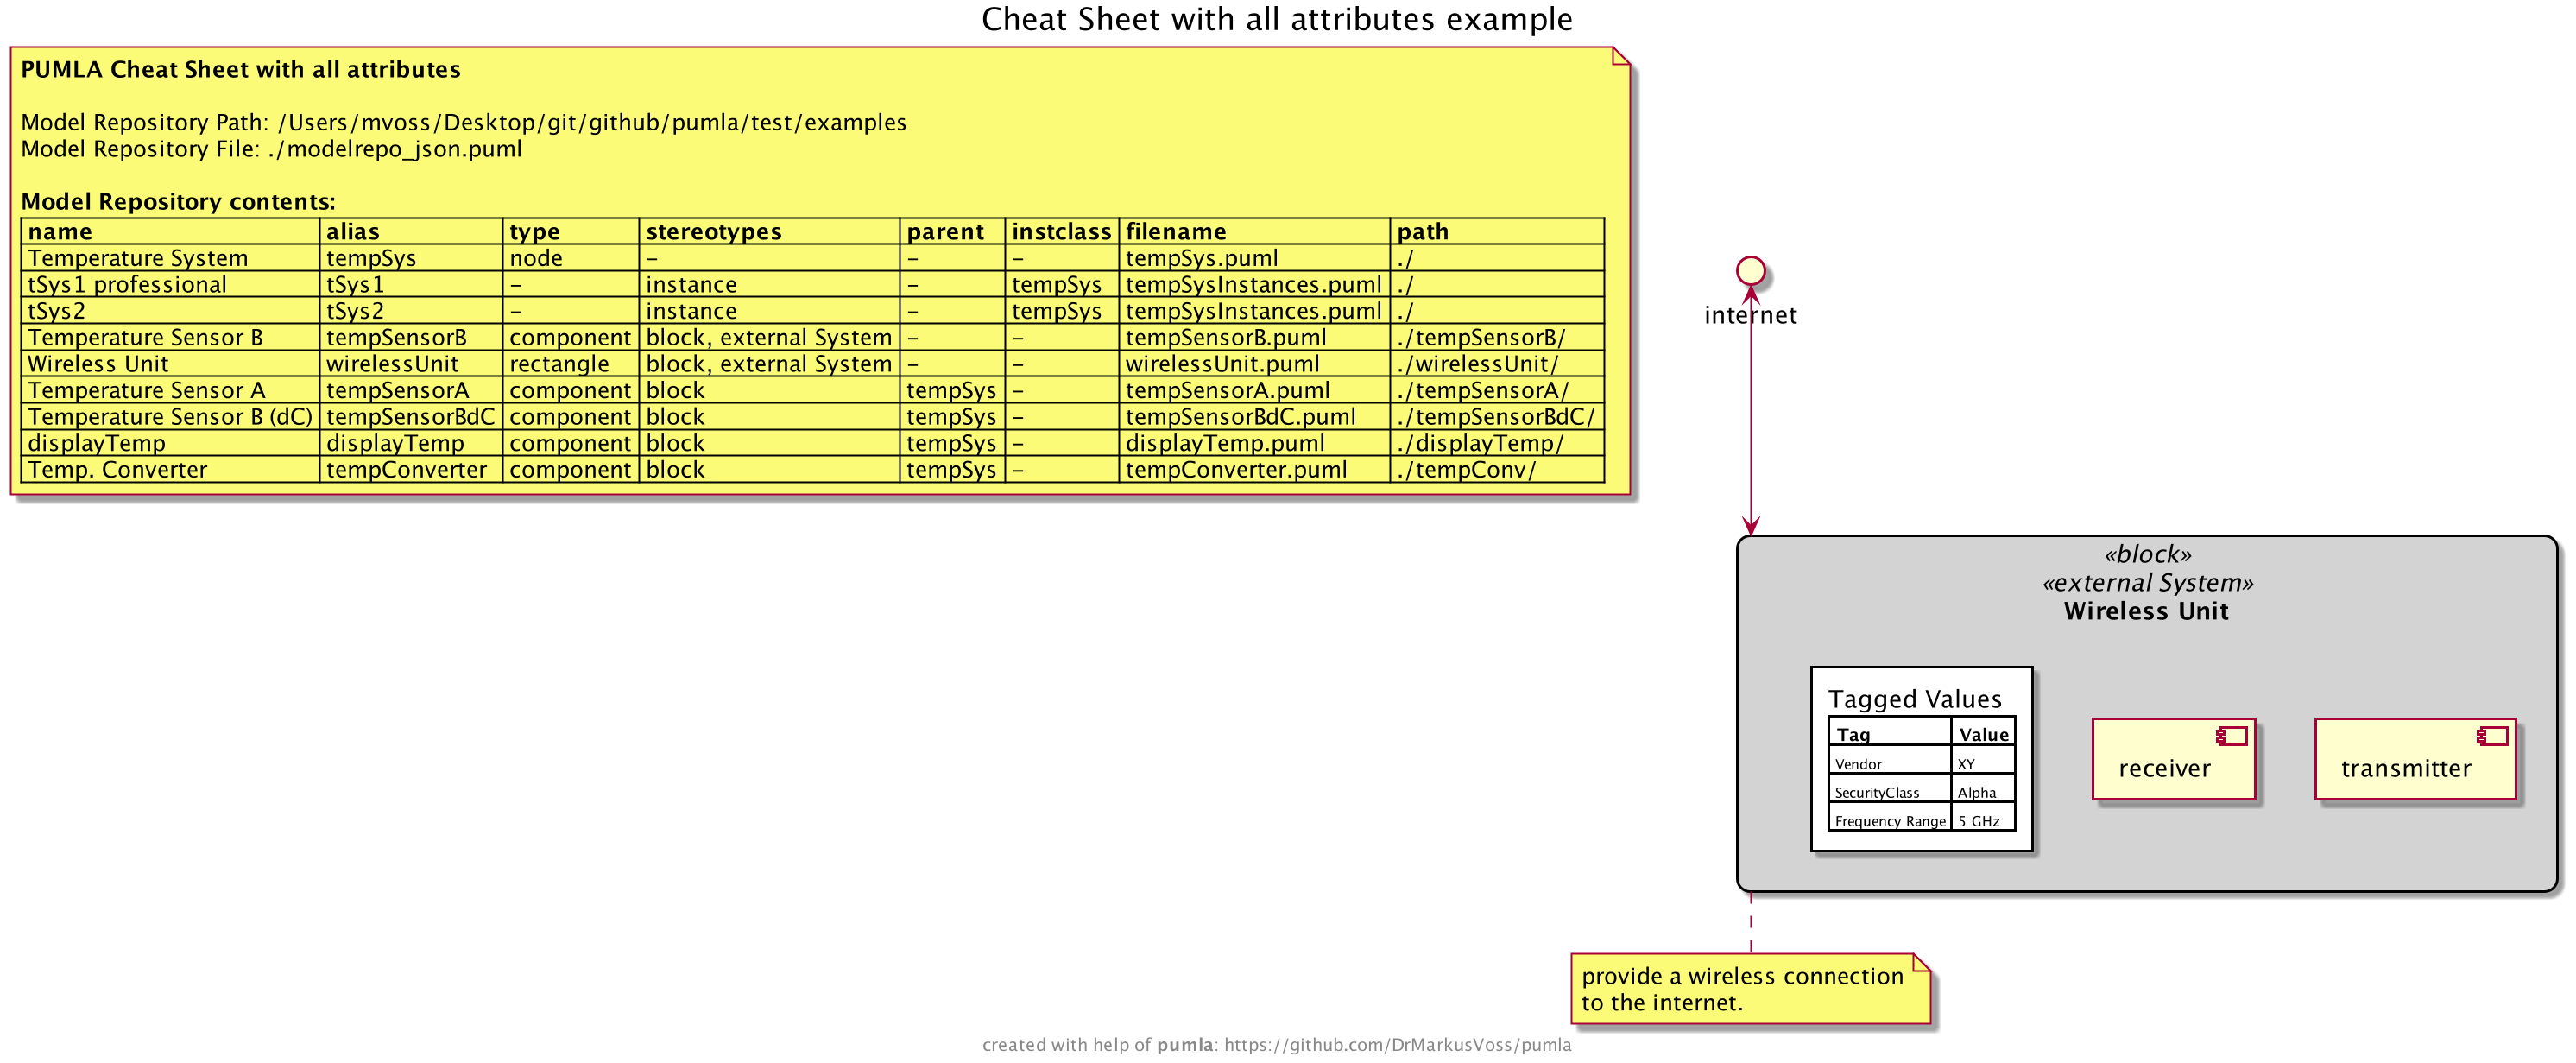 Cheat Sheet with all attributes example
PUMLA Cheat Sheet with all attributes
Model Repository Path: /Users/mvoss/Desktop/git/github/pumla/test/examples
Model Repository File: ./modelrepo_json.puml
Model Repository contents:
name alias type stereotypes parent instclass filename path
Temperature System tempSys node - - - tempSys.puml ./
tSys1 professional tSys1 - instance - tempSys tempSysInstances.puml ./
tSys2 tSys2 - instance - tempSys tempSysInstances.puml ./
Temperature Sensor B tempSensorB component block, external System - - tempSensorB.puml ./tempSensorB/
Wireless Unit wirelessUnit rectangle block, external System - - wirelessUnit.puml ./wirelessUnit/
Temperature Sensor A tempSensorA component block tempSys - tempSensorA.puml ./tempSensorA/
Temperature Sensor B (dC) tempSensorBdC component block tempSys - tempSensorBdC.puml ./tempSensorBdC/
displayTemp displayTemp component block tempSys - displayTemp.puml ./displayTemp/
Temp. Converter tempConverter component block tempSys - tempConverter.puml ./tempConv/
internet
«block»
«external System»
Wireless Unit
Tagged Values
Tag Value
Vendor XY
SecurityClass Alpha
Frequency Range 5 GHz
receiver
transmitter
provide a wireless connection
to the internet.
created with help of pumla: https://github.com/DrMarkusVoss/pumla